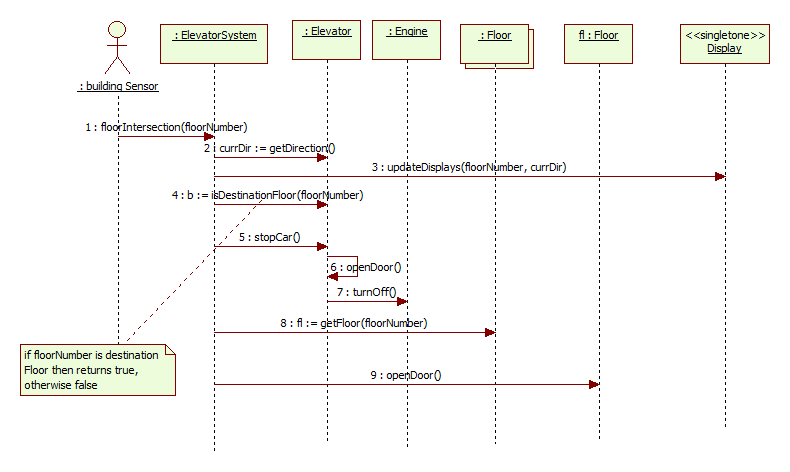 : ElevatorSystem
: Elevator
: Engine
: Floor
fl : Floor
<<singletone>>
Display
: building Sensor
1 : floorIntersection(floorNumber)
2 : currDir := getDirection()
3 : updateDisplays(floorNumber, currDir)
4 : b := isDestinationFloor(floorNumber)
5 : stopCar()
6 : openDoor()
7 : turnOff()
8 : fl := getFloor(floorNumber)
if floorNumber is destination
Floor then returns true,
otherwise false
9 : openDoor()